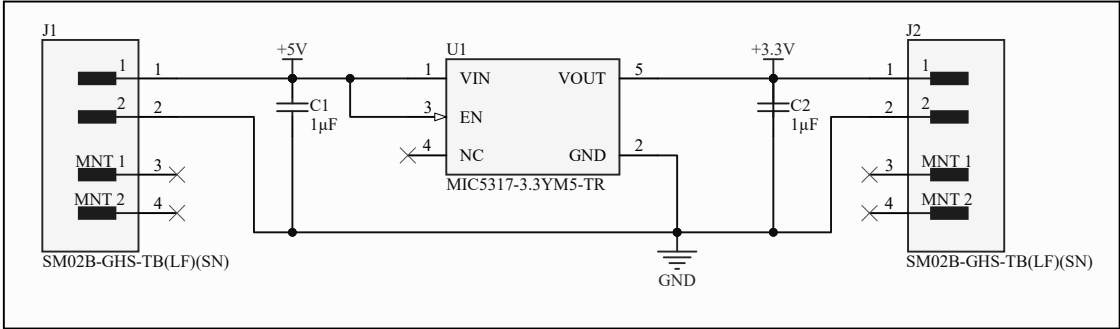 J1
1
1
2
2
MNT 1
3
MNT 2
4
SM02B-GHS-TB(LF)(SN)
+5V
C1
1µF
U1
1
VIN
VOUT
5
3
EN
4
NC
GND
2
MIC5317-3.3YM5-TR
GND
+3.3V
C2
1µF
J2
1
1
2
2
3
MNT 1
4
MNT 2
SM02B-GHS-TB(LF)(SN)